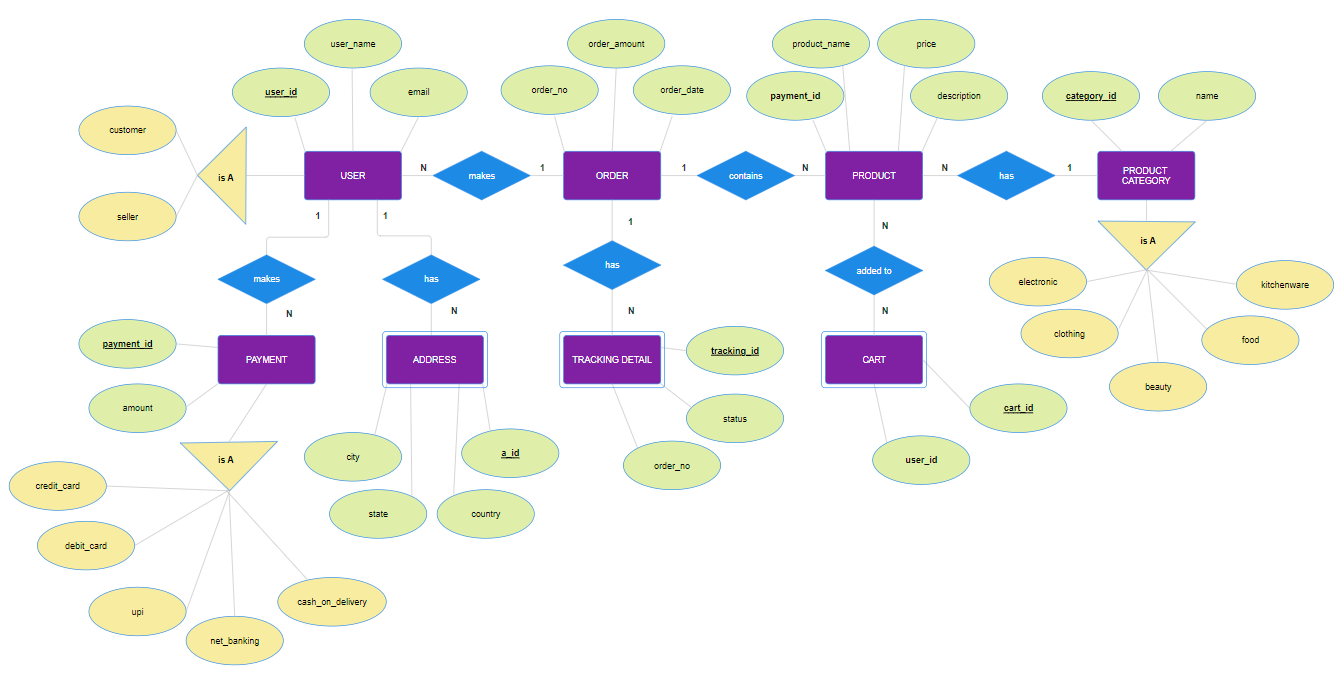 user_name
order_amount
product_name
price
user_id
email
order_no
order_date
payment_id
description
category_id
name
customer
is A
seller
USER
N
makes
1
ORDER
1
contains
N
PRODUCT
N
has
1
PRODUCT
CATEGORY
1
1
1
N
is A
makes
has
has
added to
electronic
kitchenware
clothing
food
beauty
N
N
N
N
payment_id
PAYMENT
ADDRESS
TRACKING DETAIL
tracking_id
CART
amount
status
cart_id
is A
city
a_id
order_no
user_id
credit_card
state
country
debit_card
upi
cash_on_delivery
net_banking